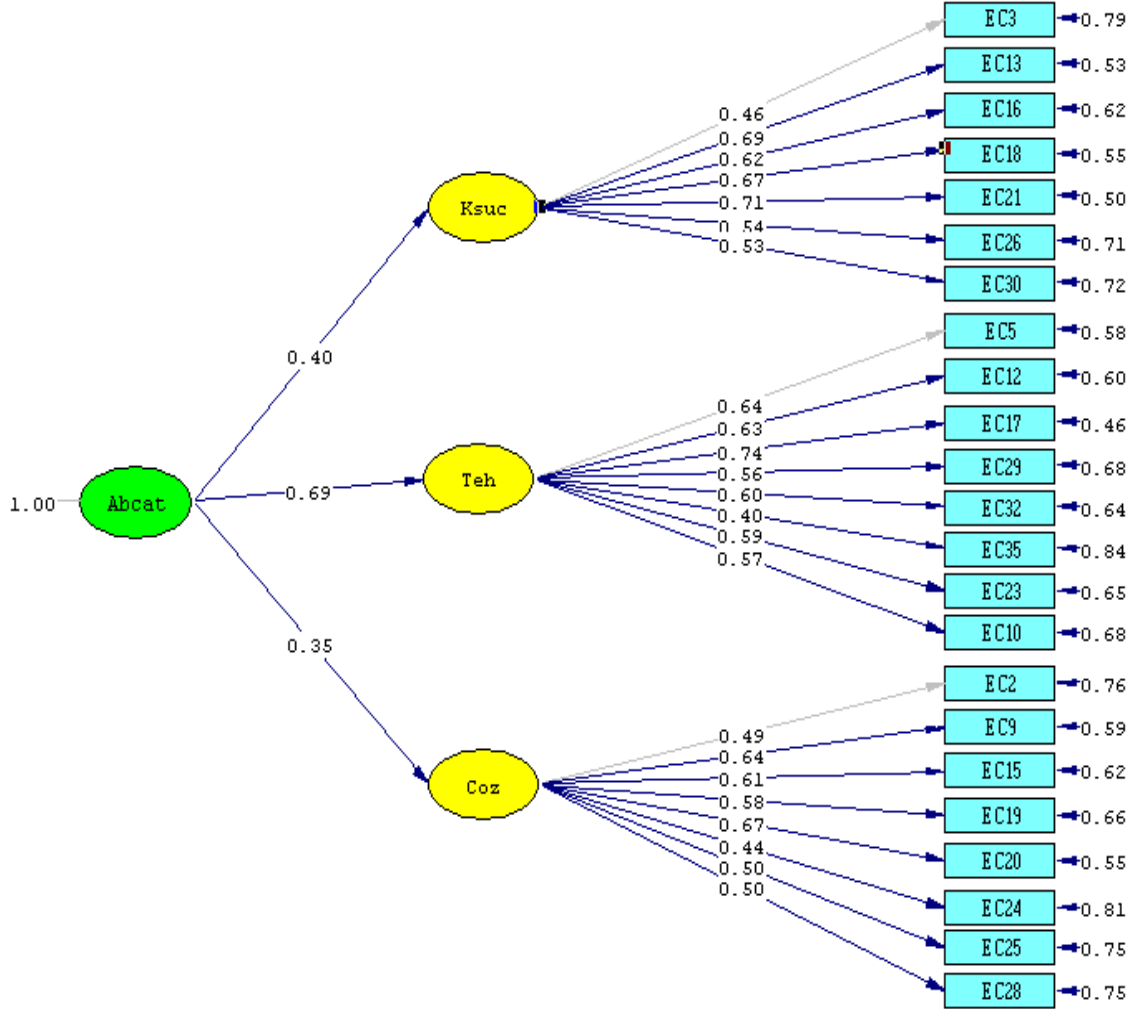 EC3 0.79
EC13 0.53
EC16 0.62
EC18 0.55
EC21 0.50
EC26 0.71
EC30 0.72
0.46
0.69
0.62
0.67
0.71
0.54
0.53
Ksuc
0.40
EC5 0.58
EC12 0.60
EC17 0.46
EC29 0.68
EC32 0.64
EC35 0.84
EC23 0.65
EC10 0.68
0.64
0.63
0.74
0.56
0.60
0.40
0.59
0.57
Teh
0.69
1.00 Abcat
0.35
EC2 0.76
EC9 0.59
EC15 0.62
EC19 0.66
EC20 0.55
EC24 0.81
EC25 0.75
EC28 0.75
0.49
0.64
0.61
0.58
0.67
0.44
0.50
0.50
Coz